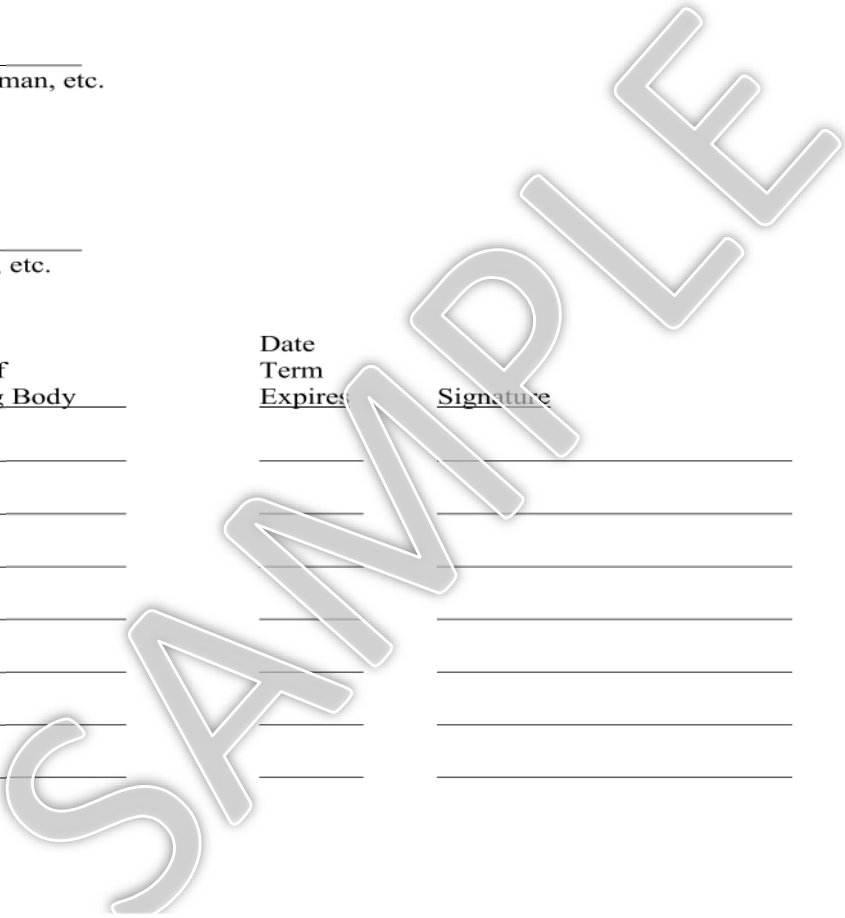 man, etc.
, etc.
Date
f Term
g Body Expires Signature
SAMPLE